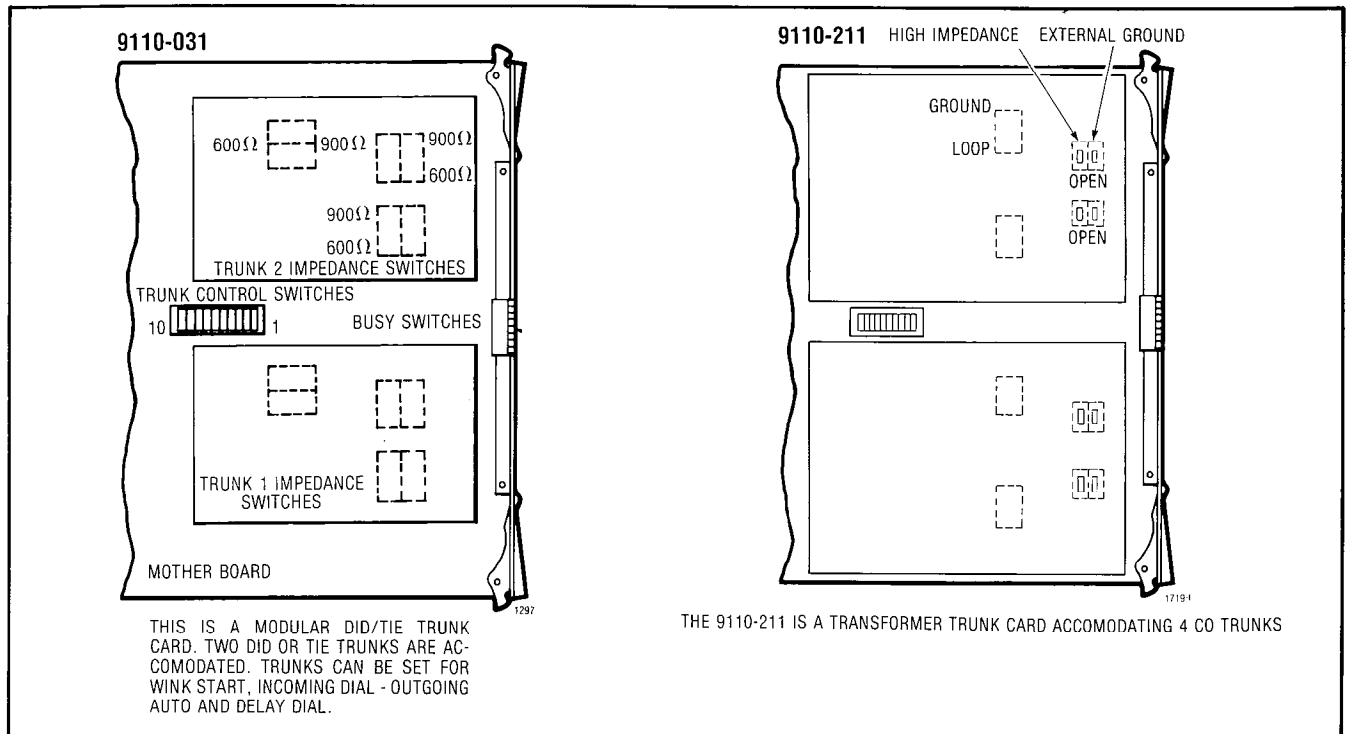 9110-031
600Ω
900Ω
900Ω
600Ω
900Ω
600Ω
TRUNK 2 IMPEDANCE SWITCHES
TRUNK CONTROL SWITCHES
10
1
BUSY SWITCHES
TRUNK 1 IMPEDANCE
SWITCHES
MOTHER BOARD
1297
THIS IS A MODULAR DID/TIE TRUNK
CARD. TWO DID OR TIE TRUNKS ARE AC-
COMODATED. TRUNKS CAN BE SET FOR
WINK START, INCOMING DIAL - OUTGOING
AUTO AND DELAY DIAL.
9110-211
HIGH IMPEDANCE
EXTERNAL GROUND
GROUND
LOOP
OPEN
OPEN
THE 9110-211 IS A TRANSFORMER TRUNK CARD ACCOMODATING 4 CO TRUNKS